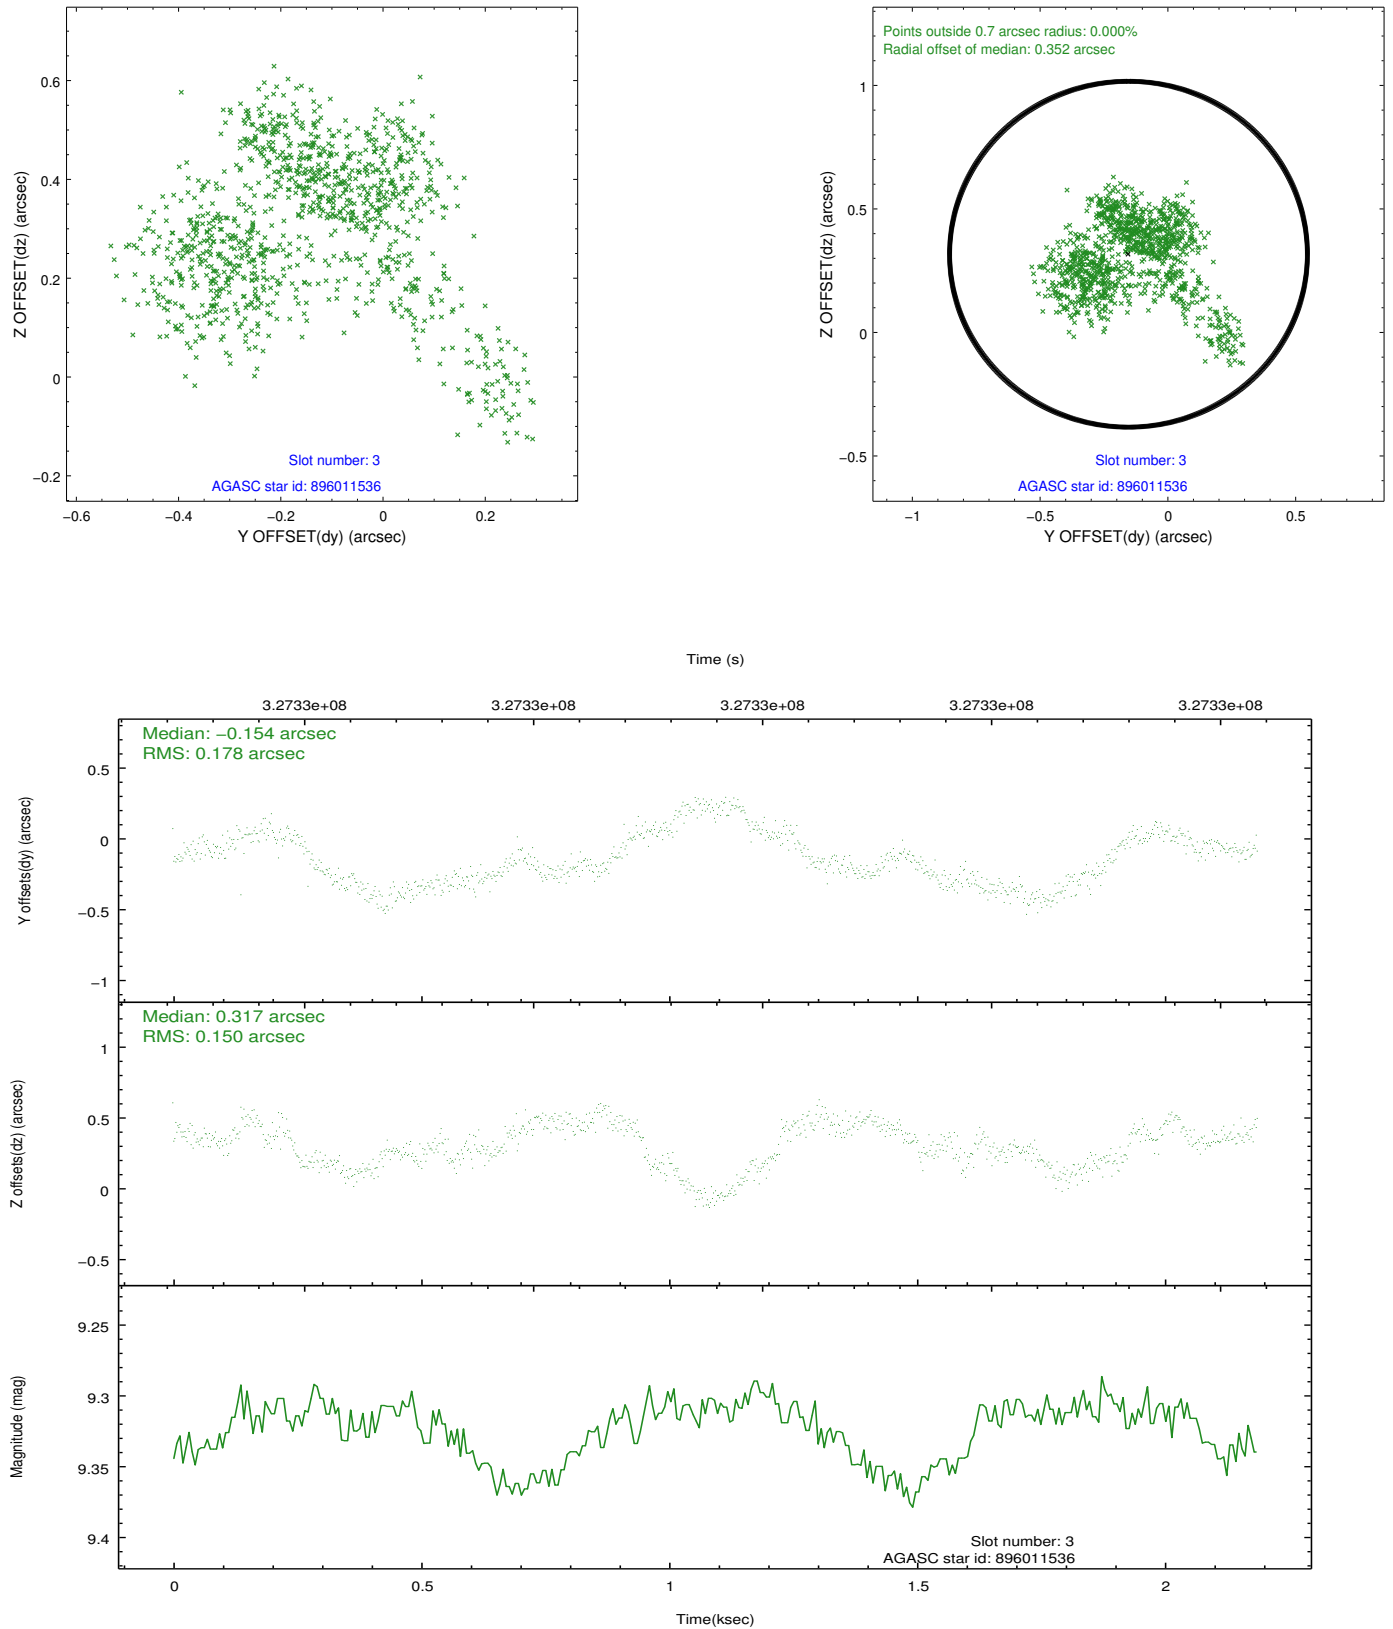 0.6
0.4
0.2
0
−0.2
Z OFFSET(dz) (arcsec)
Slot number: 3
AGASC star id: 896011536
−0.6 −0.4 −0.2 0 0.2
Y OFFSET(dy) (arcsec)
Points outside 0.7 arcsec radius: 0.000%
Radial offset of median: 0.352 arcsec
1
0.5
0
−0.5
Z OFFSET(dz) (arcsec)
Slot number: 3
AGASC star id: 896011536
−1 −0.5 0 0.5
Y OFFSET(dy) (arcsec)
Time (s)
3.2733e+08 3.2733e+08 3.2733e+08 3.2733e+08 3.2733e+08
Median: −0.154 arcsec
RMS: 0.178 arcsec
0.5
0
−0.5
−1
Y offsets(dy) (arcsec)
Median: 0.317 arcsec
RMS: 0.150 arcsec
1
0.5
0
−0.5
Z offsets(dz) (arcsec)
9.25
9.3
9.35
9.4
Magnitude (mag)
Slot number: 3
AGASC star id: 896011536
0 0.5 1 1.5 2
Time(ksec)